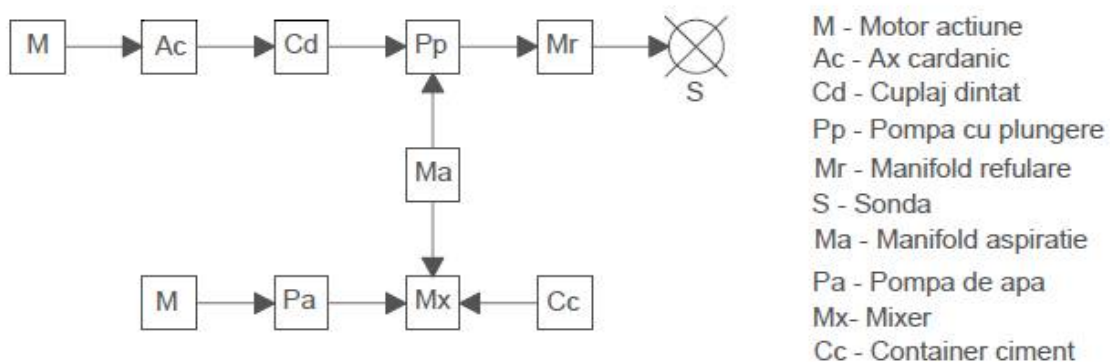 M Ac Cd Pp Mr
S
Ma
M Pa Mx Cc
M - Motor actiune
Ac - Ax cardanic
Cd - Cuplaj dintat
Pp - Pompa cu plungere
Mr - Manifold refulare
S - Sonda
Ma - Manifold aspiratie
Pa - Pompa de apa
Mx- Mixer
Cc - Container ciment